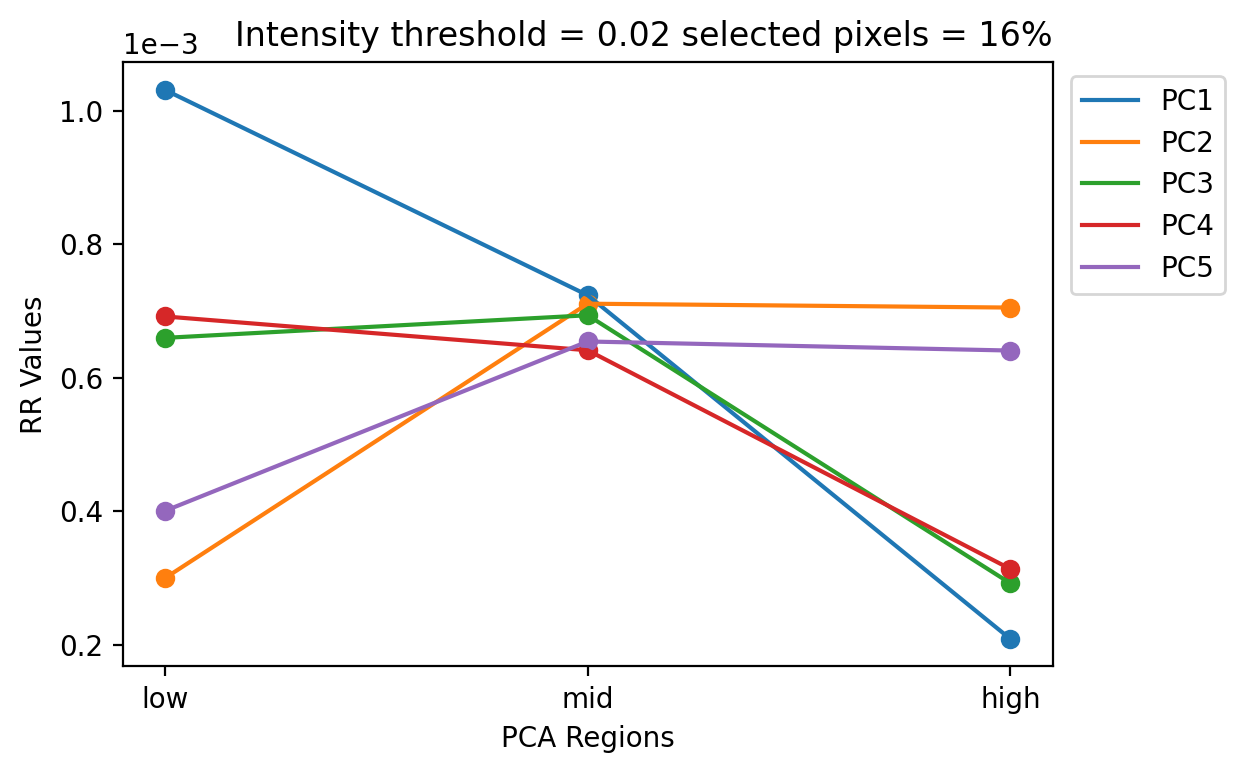 1e−3
Intensity threshold = 0.02 selected pixels = 16%
1.0
0.8
0.6
0.4
0.2
RR Values
low
mid
high
PCA Regions
PC1
PC2
PC3
PC4
PC5